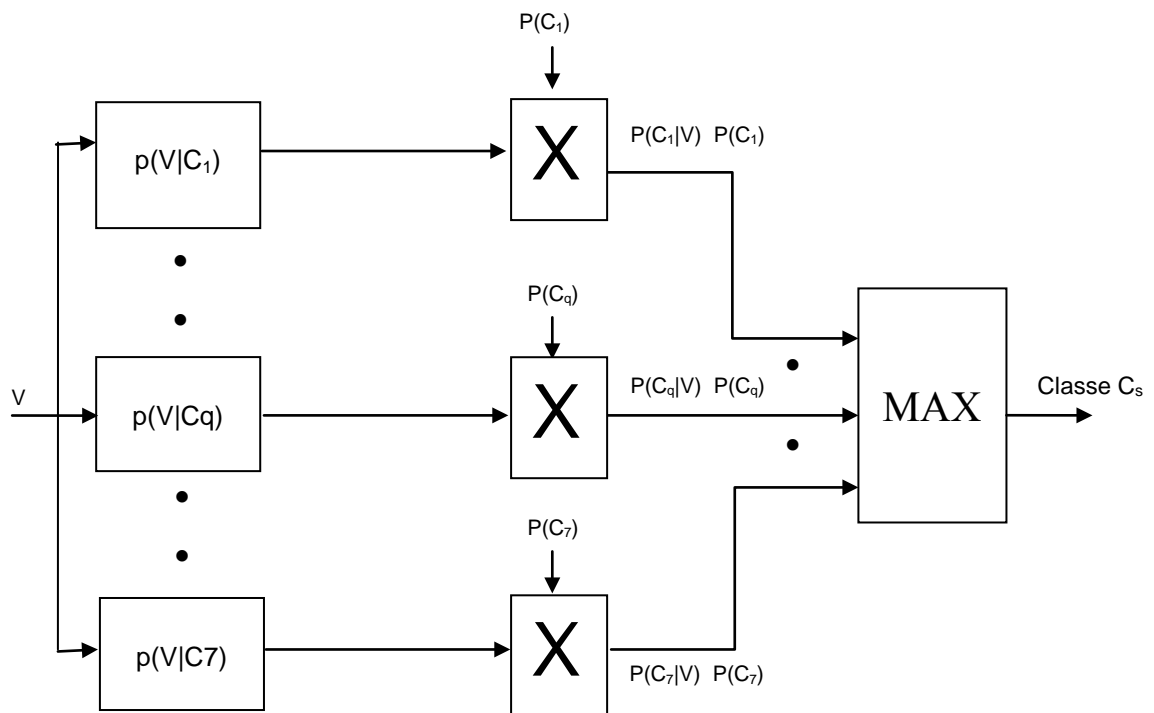 P(C₁)
p(V|C₁)
X
P(C₁|V) P(C₁)
P(Cq)
V
p(V|Cq)
X
P(Cq|V) P(Cq)
MAX
Classe Cₛ
P(C₇)
p(V|C7)
X
P(C₇|V) P(C₇)